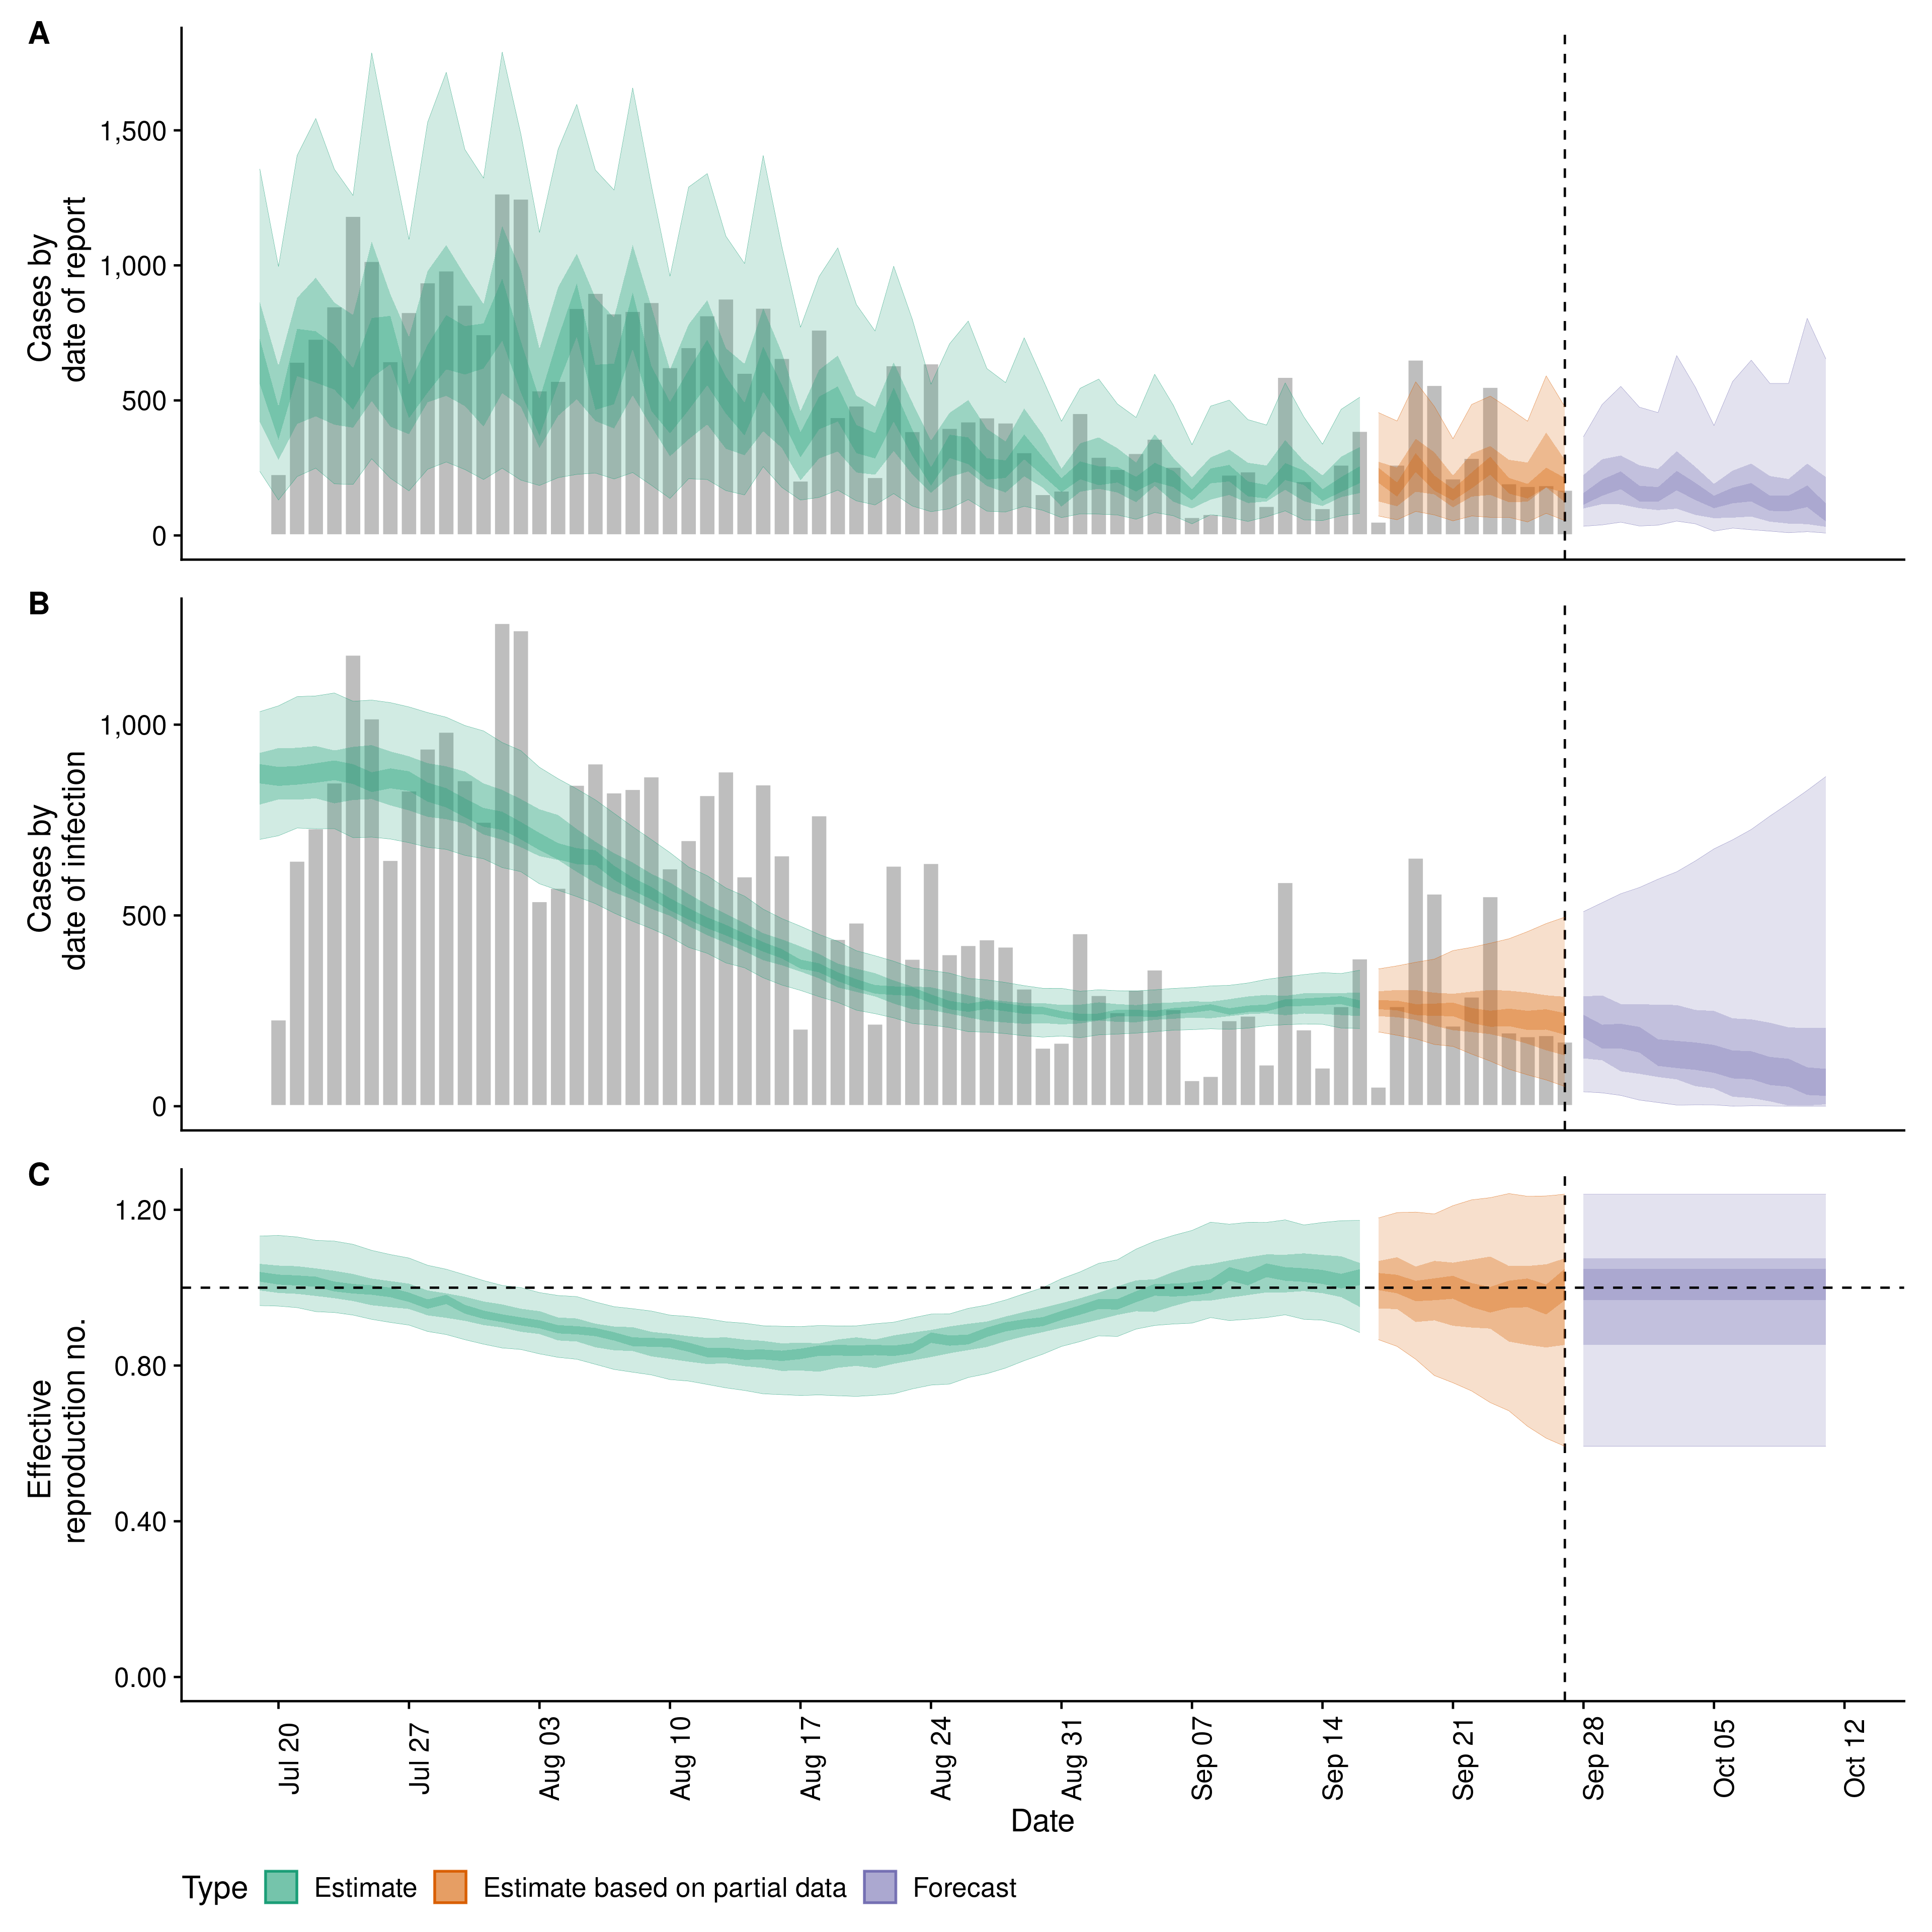 A
Cases by
date of report
1,500
1,000
500
0
B
Cases by
date of infection
1,000
500
0
C
Effective
reproduction no.
1.20
0.80
0.40
0.00
Jul 20
Jul 27
Aug 03
Aug 10
Aug 17
Aug 24
Aug 31
Sep 07
Sep 14
Sep 21
Sep 28
Oct 05
Oct 12
Date
Type Estimate Estimate based on partial data Forecast